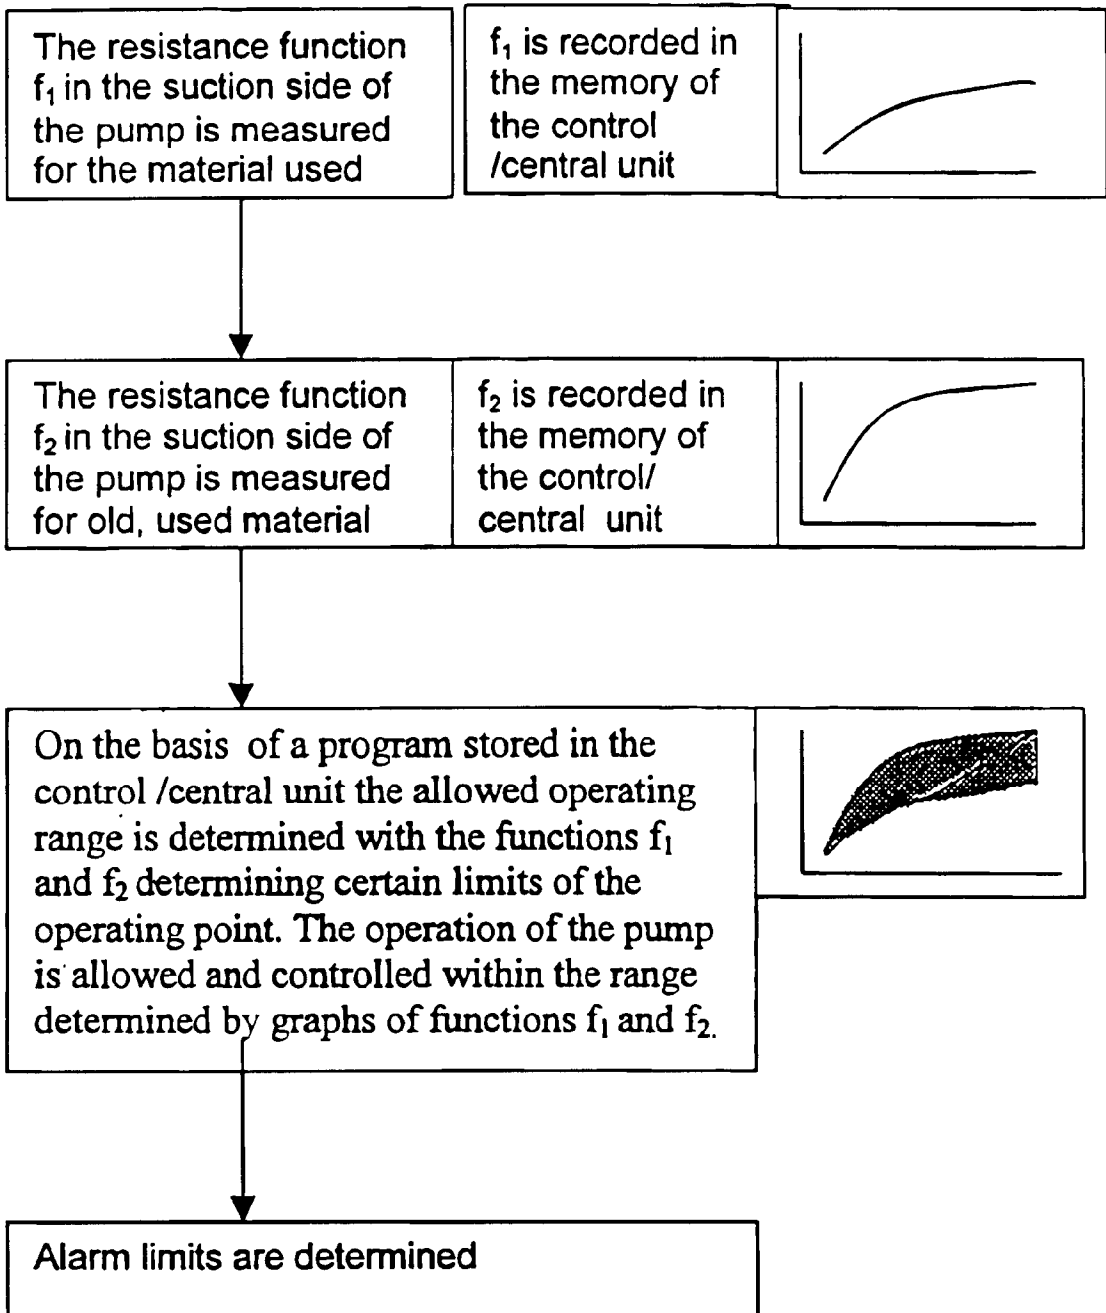 The resistance function
f₁ in the suction side of
the pump is measured
for the material used
f₁ is recorded in
the memory of
the control
/central unit
The resistance function
f₂ in the suction side of
the pump is measured
for old, used material
f₂ is recorded in
the memory of
the control/
central unit
On the basis of a program stored in the
control /central unit the allowed operating
range is determined with the functions f₁
and f₂ determining certain limits of the
operating point. The operation of the pump
is allowed and controlled within the range
determined by graphs of functions f₁ and f₂.
Alarm limits are determined